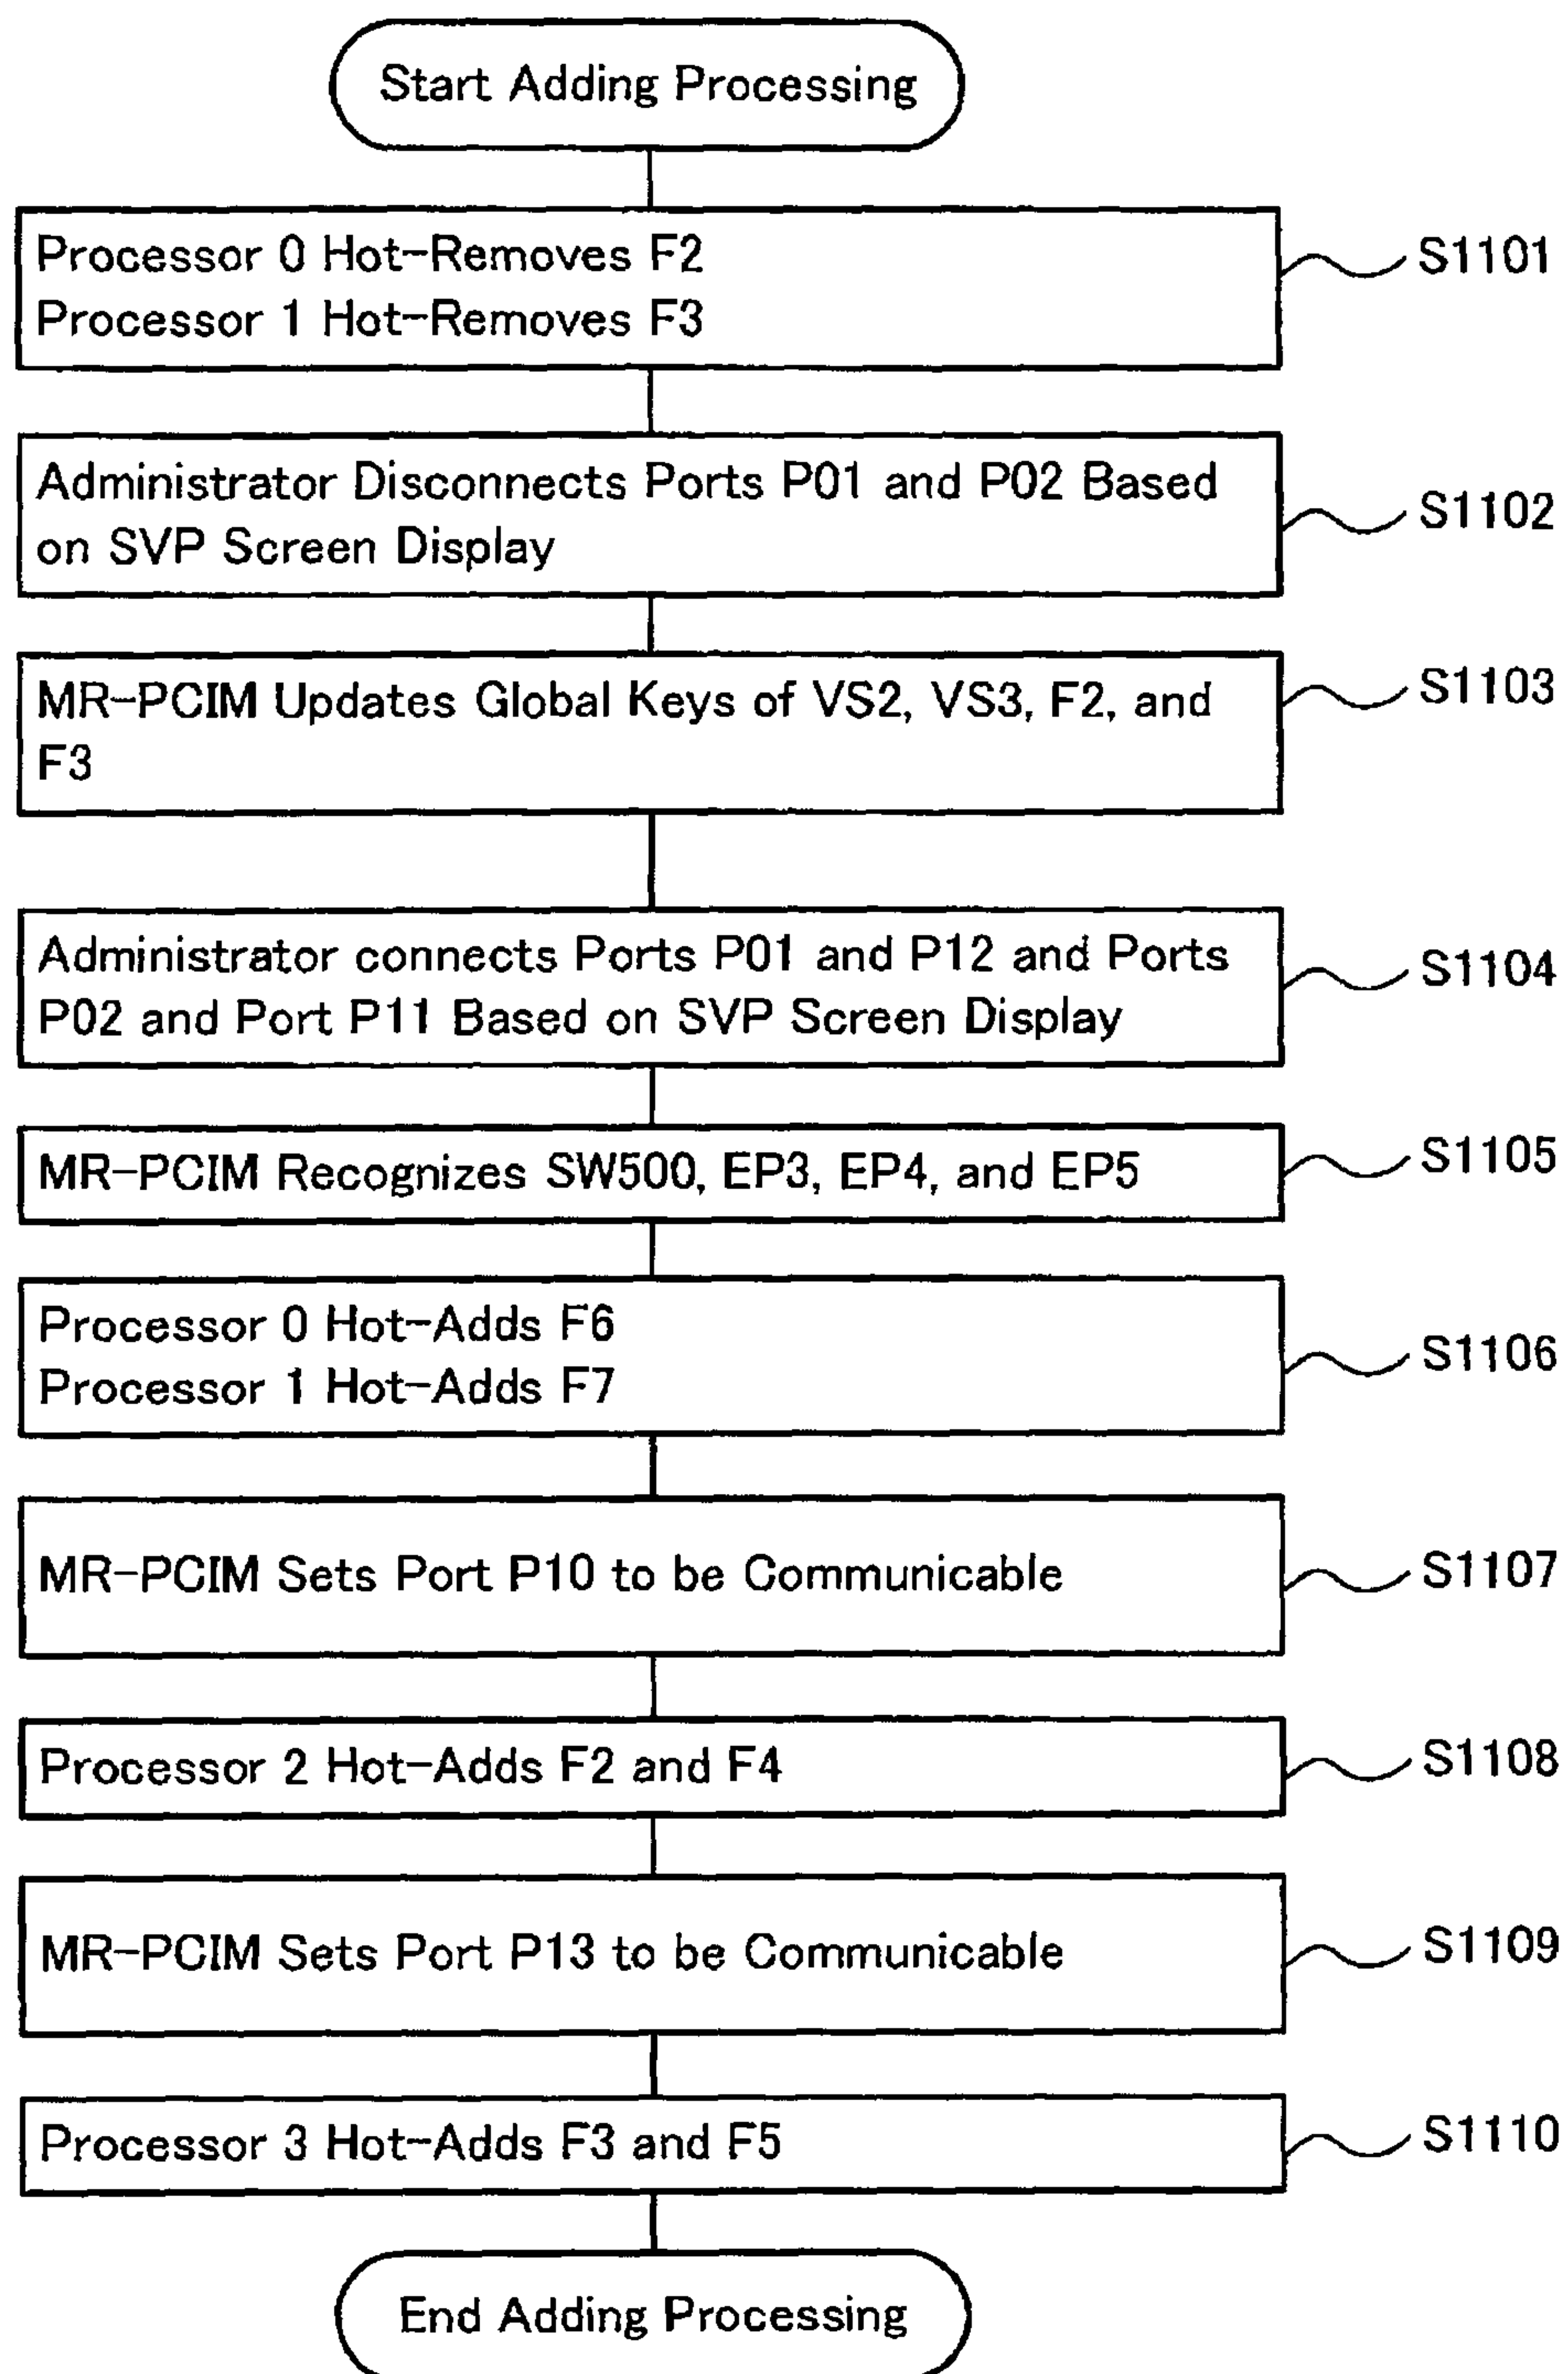 Start Adding Processing
Processor 0 Hot-Removes F2
Processor 1 Hot-Removes F3
S1101
Administrator Disconnects Ports P01 and P02 Based
on SVP Screen Display
S1102
MR-PCIM Updates Global Keys of VS2, VS3, F2, and
F3
S1103
Administrator connects Ports P01 and P12 and Ports
P02 and Port P11 Based on SVP Screen Display
S1104
MR-PCIM Recognizes SW500, EP3, EP4, and EP5
S1105
Processor 0 Hot-Adds F6
Processor 1 Hot-Adds F7
S1106
MR-PCIM Sets Port P10 to be Communicable
S1107
Processor 2 Hot-Adds F2 and F4
S1108
MR-PCIM Sets Port P13 to be Communicable
S1109
Processor 3 Hot-Adds F3 and F5
S1110
End Adding Processing